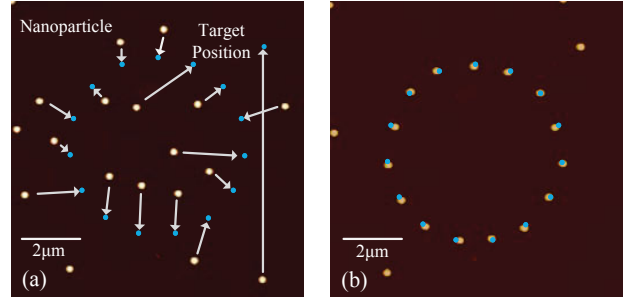 Nanoparticle
Target
Position
2μm
(a)
2μm
(b)